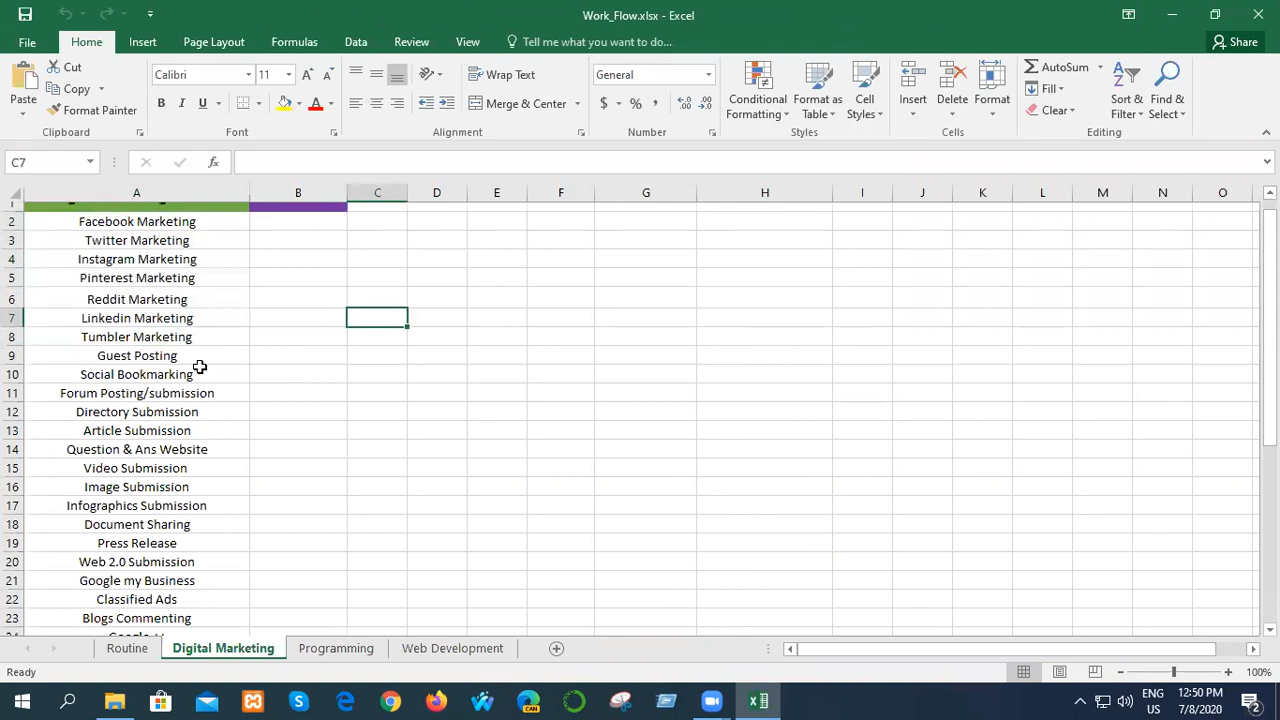 Work_Flow.xlsx - Excel
File Home Insert Page Layout Formulas Data Review View Tell me what you want to do... Share
Paste
Cut
Copy
Format Painter
Clipboard
Calibri 11
B I U
Font
Wrap Text
Merge & Center
Alignment
General
$ % ,
Number
Conditional Formatting
Format as Table
Cell Styles
Styles
Insert Delete Format
Cells
AutoSum
Fill
Clear
Sort & Filter
Find & Select
Editing
C7 fx
A B C D E F G H I J K L M N O
2 Facebook Marketing
3 Twitter Marketing
4 Instagram Marketing
5 Pinterest Marketing
6 Reddit Marketing
7 Linkedin Marketing
8 Tumbler Marketing
9 Guest Posting
10 Social Bookmarking
11 Forum Posting/submission
12 Directory Submission
13 Article Submission
14 Question & Ans Website
15 Video Submission
16 Image Submission
17 Infographics Submission
18 Document Sharing
19 Press Release
20 Web 2.0 Submission
21 Google my Business
22 Classified Ads
23 Blogs Commenting
Routine Digital Marketing Programming Web Development
Ready 100%
ENG 12:50 PM
US 7/8/2020 2